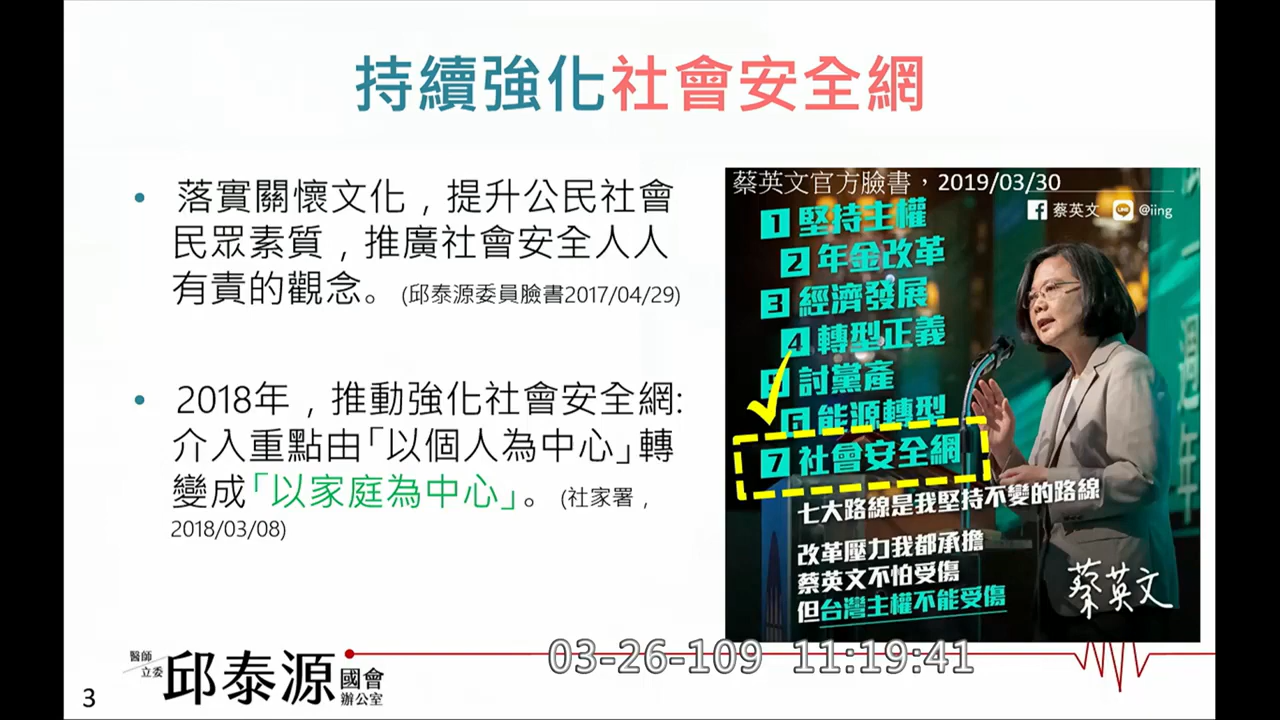 持續強化社會安全網
• 落實關懷文化，提升公民社會
民眾素質，推廣社會安全人人
有責的觀念。(邱泰源委員臉書2017/04/29)
• 2018年，推動強化社會安全網:
介入重點由「以個人為中心」轉
變成「以家庭為中心」。(社家署，
2018/03/08)
蔡英文官方臉書，2019/03/30
蔡英文 LINE @iing
1 堅持主權
2 年金改革
3 經濟發展
4 轉型正義
5 討黨產
6 能源轉型
7 社會安全網
七大路線是我堅持不變的路線
改革壓力我都承擔
蔡英文不怕受傷
但台灣主權不能受傷
蔡英文
醫師
立委
邱泰源
國會
辦公室
03-26-109 11:19:41
3